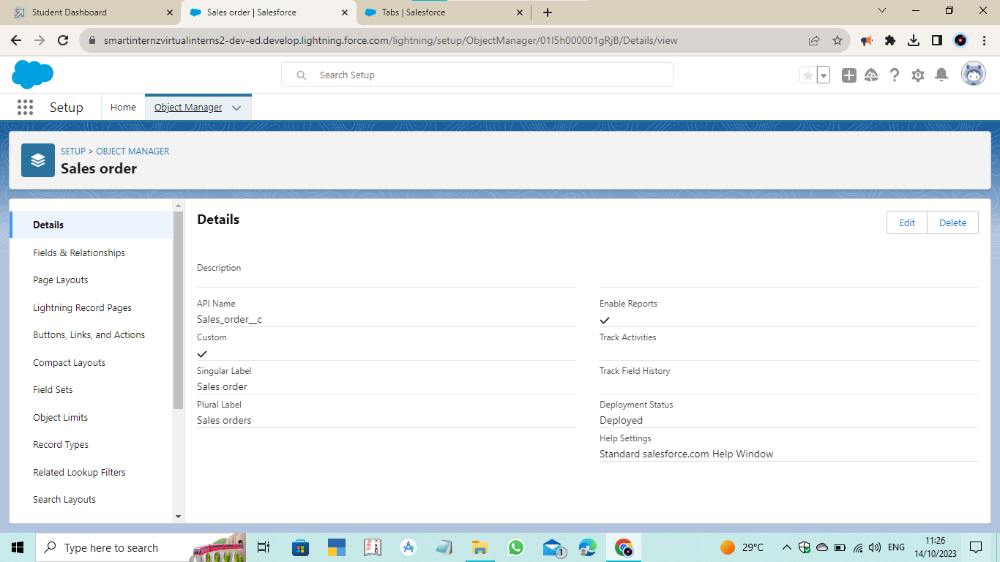 Student Dashboard
Sales order | Salesforce
Tabs | Salesforce
smartinternzvirtualinterns2-dev-ed.develop.lightning.force.com/lightning/setup/ObjectManager/01I5h000001gRjB/Details/view
Search Setup
Setup
Home
Object Manager
SETUP > OBJECT MANAGER
Sales order
Details
Fields & Relationships
Page Layouts
Lightning Record Pages
Buttons, Links, and Actions
Compact Layouts
Field Sets
Object Limits
Record Types
Related Lookup Filters
Search Layouts
Details
Edit
Delete
Description
API Name
Sales_order__c
Custom
Singular Label
Sales order
Plural Label
Sales orders
Enable Reports
Track Activities
Track Field History
Deployment Status
Deployed
Help Settings
Standard salesforce.com Help Window
Type here to search
1
29°C
ENG
11:26
14/10/2023